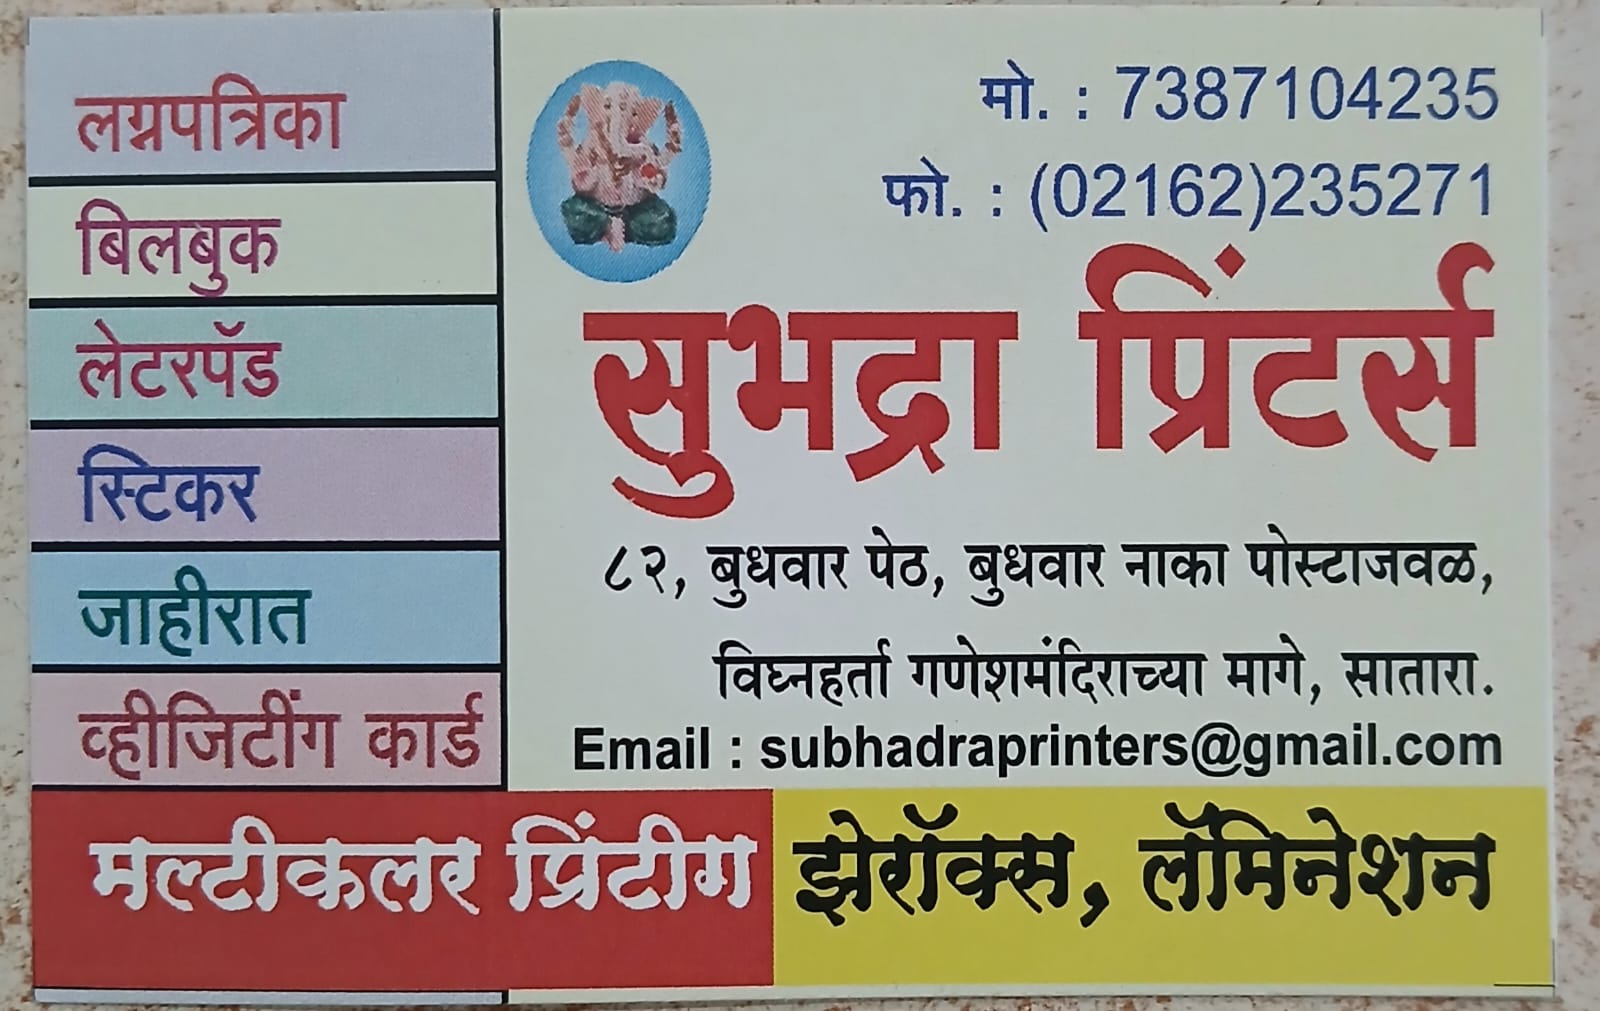 लग्नपत्रिका
बिलबुक
लेटरपॅड
स्टिकर
जाहीरात
व्हीजिटींग कार्ड
मो. : 7387104235
फो. : (02162)235271
सुभद्रा प्रिंटर्स
८२, बुधवार पेठ, बुधवार नाका पोस्टाजवळ,
विघ्नहर्ता गणेशमंदिराच्या मागे, सातारा.
Email : subhadraprinters@gmail.com
मल्टीकलर प्रिंटीग
झेरॉक्स, लॅमिनेशन